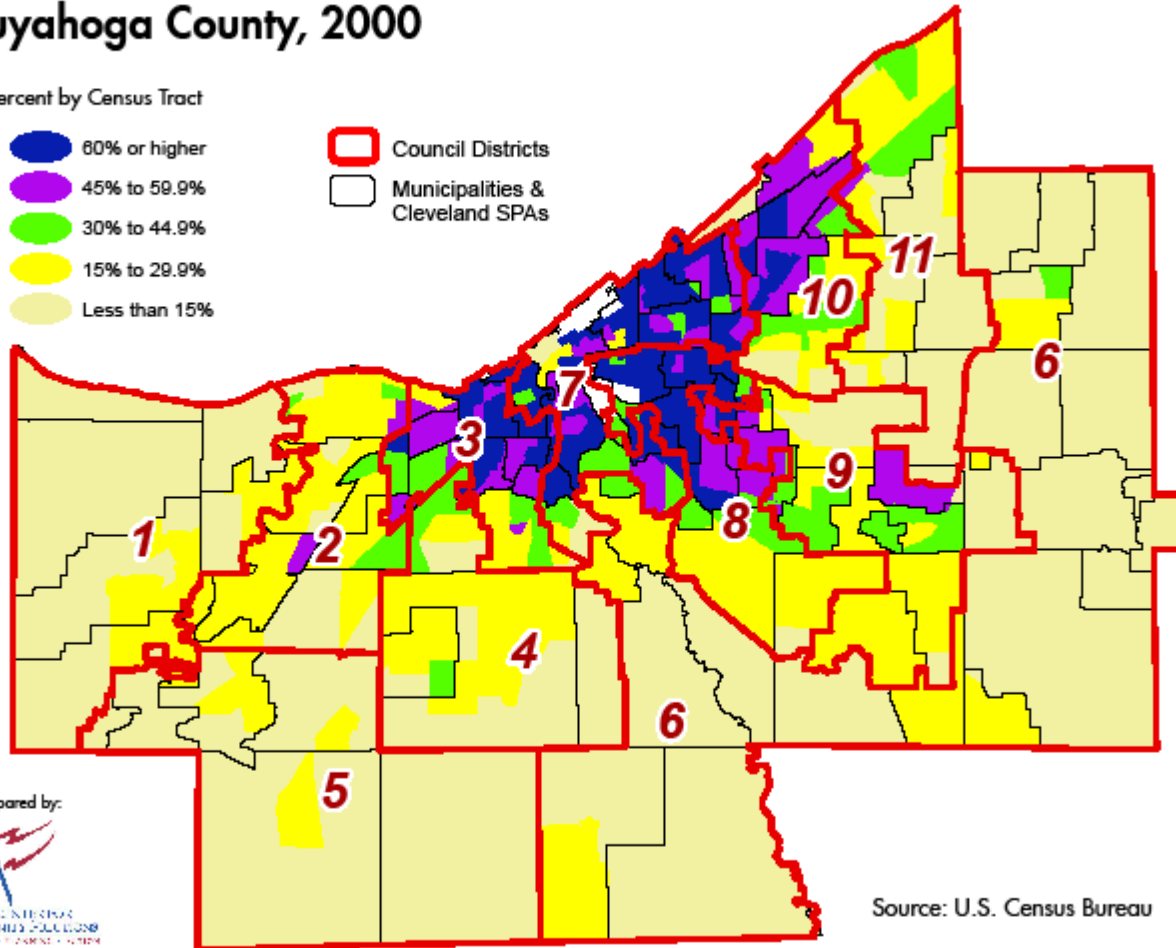 uyahoga County, 2000
ercent by Census Tract
60% or higher
45% to 59.9%
30% to 44.9%
15% to 29.9%
Less than 15%
Council Districts
Municipalities &
Cleveland SPAs
11
10
6
7
3
9
8
1
2
4
6
5
pared by:
Source: U.S. Census Bureau